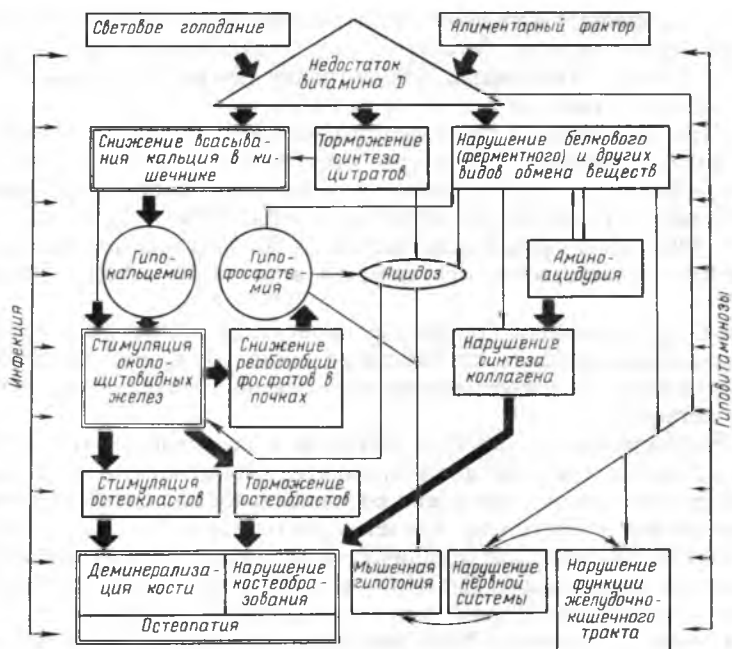 Световое голодание
Алиментарный фактор
Недостаток
витамина D
Снижение всасыва-
ния кальция в ки-
шечнике
Торможение
синтеза
цитратов
Нарушение белкового
(ферментного) и других
видов обмена веществ
Гипо-
кальцемия
Гипо-
фосфате-
мия
Ацидоз
Амино-
ацидурия
Стимуляция
около-
щитовидных
желез
Снижение
реабсорбции
фосфатов в
почках
Нарушение
синтеза
коллагена
Инфекция
Гиповитаминозы
Стимуляция
остеокластов
Торможение
остеобластов
Деминерализа-
ция кости
Нарушение
костеобра-
зования
Остеопатия
Мышечная
гипотония
Нарушение
нервной
системы
Нарушение
функции
желудочно-
кишечного
тракта